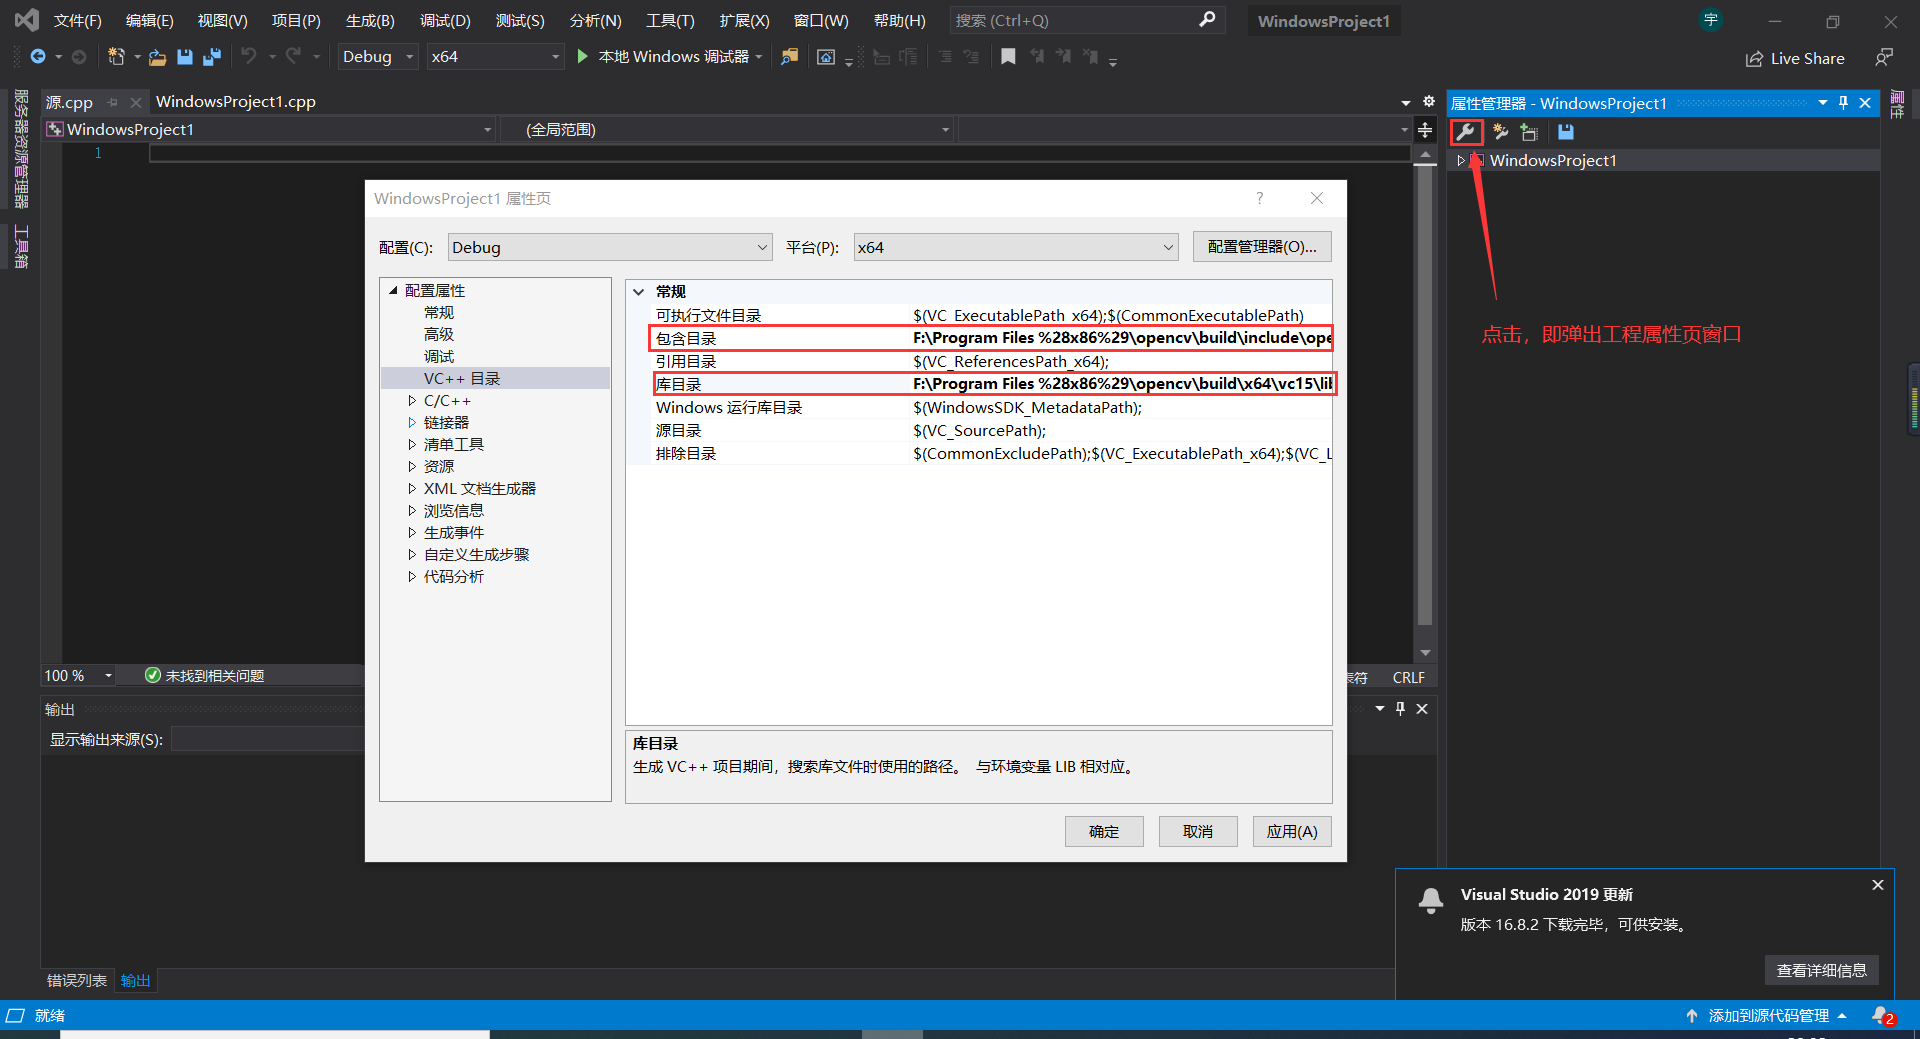 文件(F) 编辑(E) 视图(V) 项目(P) 生成(B) 调试(D) 测试(S) 分析(N) 工具(T) 扩展(X) 窗口(W) 帮助(H) 搜索 (Ctrl+Q) WindowsProject1 宇
Debug x64 本地 Windows 调试器 Live Share
服务器资源管理器
工具箱
源.cpp WindowsProject1.cpp
WindowsProject1 (全局范围)
1
属性管理器 - WindowsProject1
属性
WindowsProject1
点击，即弹出工程属性页窗口
WindowsProject1 属性页 ?
配置(C): Debug 平台(P): x64 配置管理器(O)...
配置属性
常规
高级
调试
VC++ 目录
C/C++
链接器
清单工具
资源
XML 文档生成器
浏览信息
生成事件
自定义生成步骤
代码分析
常规
可执行文件目录 $(VC_ExecutablePath_x64);$(CommonExecutablePath)
包含目录 F:\Program Files %28x86%29\opencv\build\include\ope
引用目录 $(VC_ReferencesPath_x64);
库目录 F:\Program Files %28x86%29\opencv\build\x64\vc15\lib
Windows 运行库目录 $(WindowsSDK_MetadataPath);
源目录 $(VC_SourcePath);
排除目录 $(CommonExcludePath);$(VC_ExecutablePath_x64);$(VC_L
库目录
生成 VC++ 项目期间，搜索库文件时使用的路径。 与环境变量 LIB 相对应。
确定 取消 应用(A)
100 % 未找到相关问题 表符 CRLF
输出
显示输出来源(S):
错误列表 输出
Visual Studio 2019 更新
版本 16.8.2 下载完毕，可供安装。
查看详细信息
就绪 添加到源代码管理 2